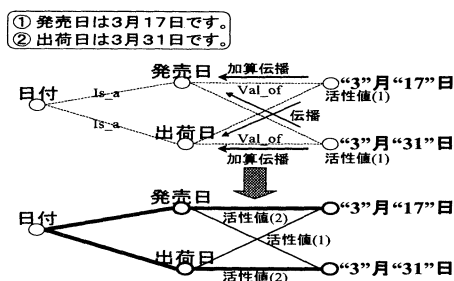 ① 発売日は3月17日です。
② 出荷日は3月31日です。
発売日
加算伝播
日付
Is_a
Val_of
“3”月“17”日
活性値(1)
伝播
Is_a
出荷日
Val_of
“3”月“31”日
加算伝播
活性値(1)
発売日
日付
活性値(2)
“3”月“17”日
活性値(1)
出荷日
活性値(2)
“3”月“31”日